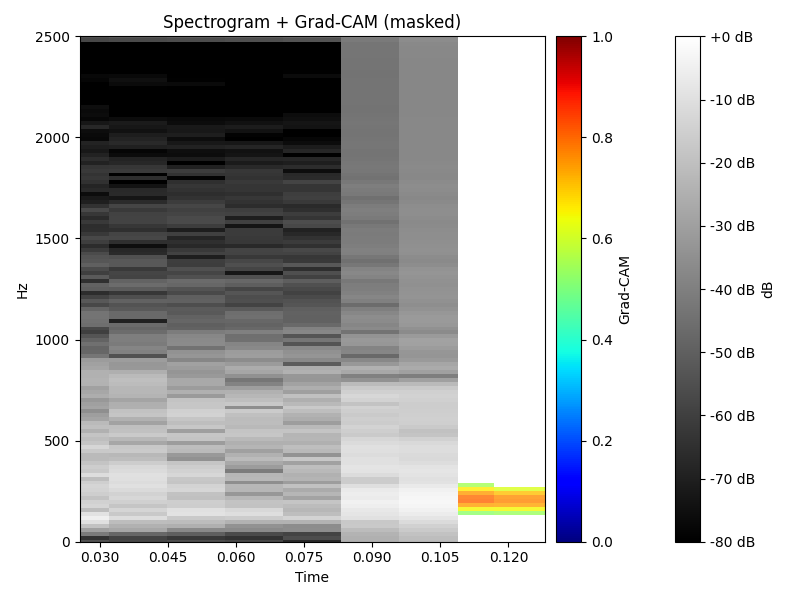 Spectrogram + Grad-CAM (masked)
2500
2000
1500
1000
500
0
Hz
0.030
0.045
0.060
0.075
0.090
0.105
0.120
Time
1.0
0.8
0.6
0.4
0.2
0.0
Grad-CAM
+0 dB
-10 dB
-20 dB
-30 dB
-40 dB
-50 dB
-60 dB
-70 dB
-80 dB
dB